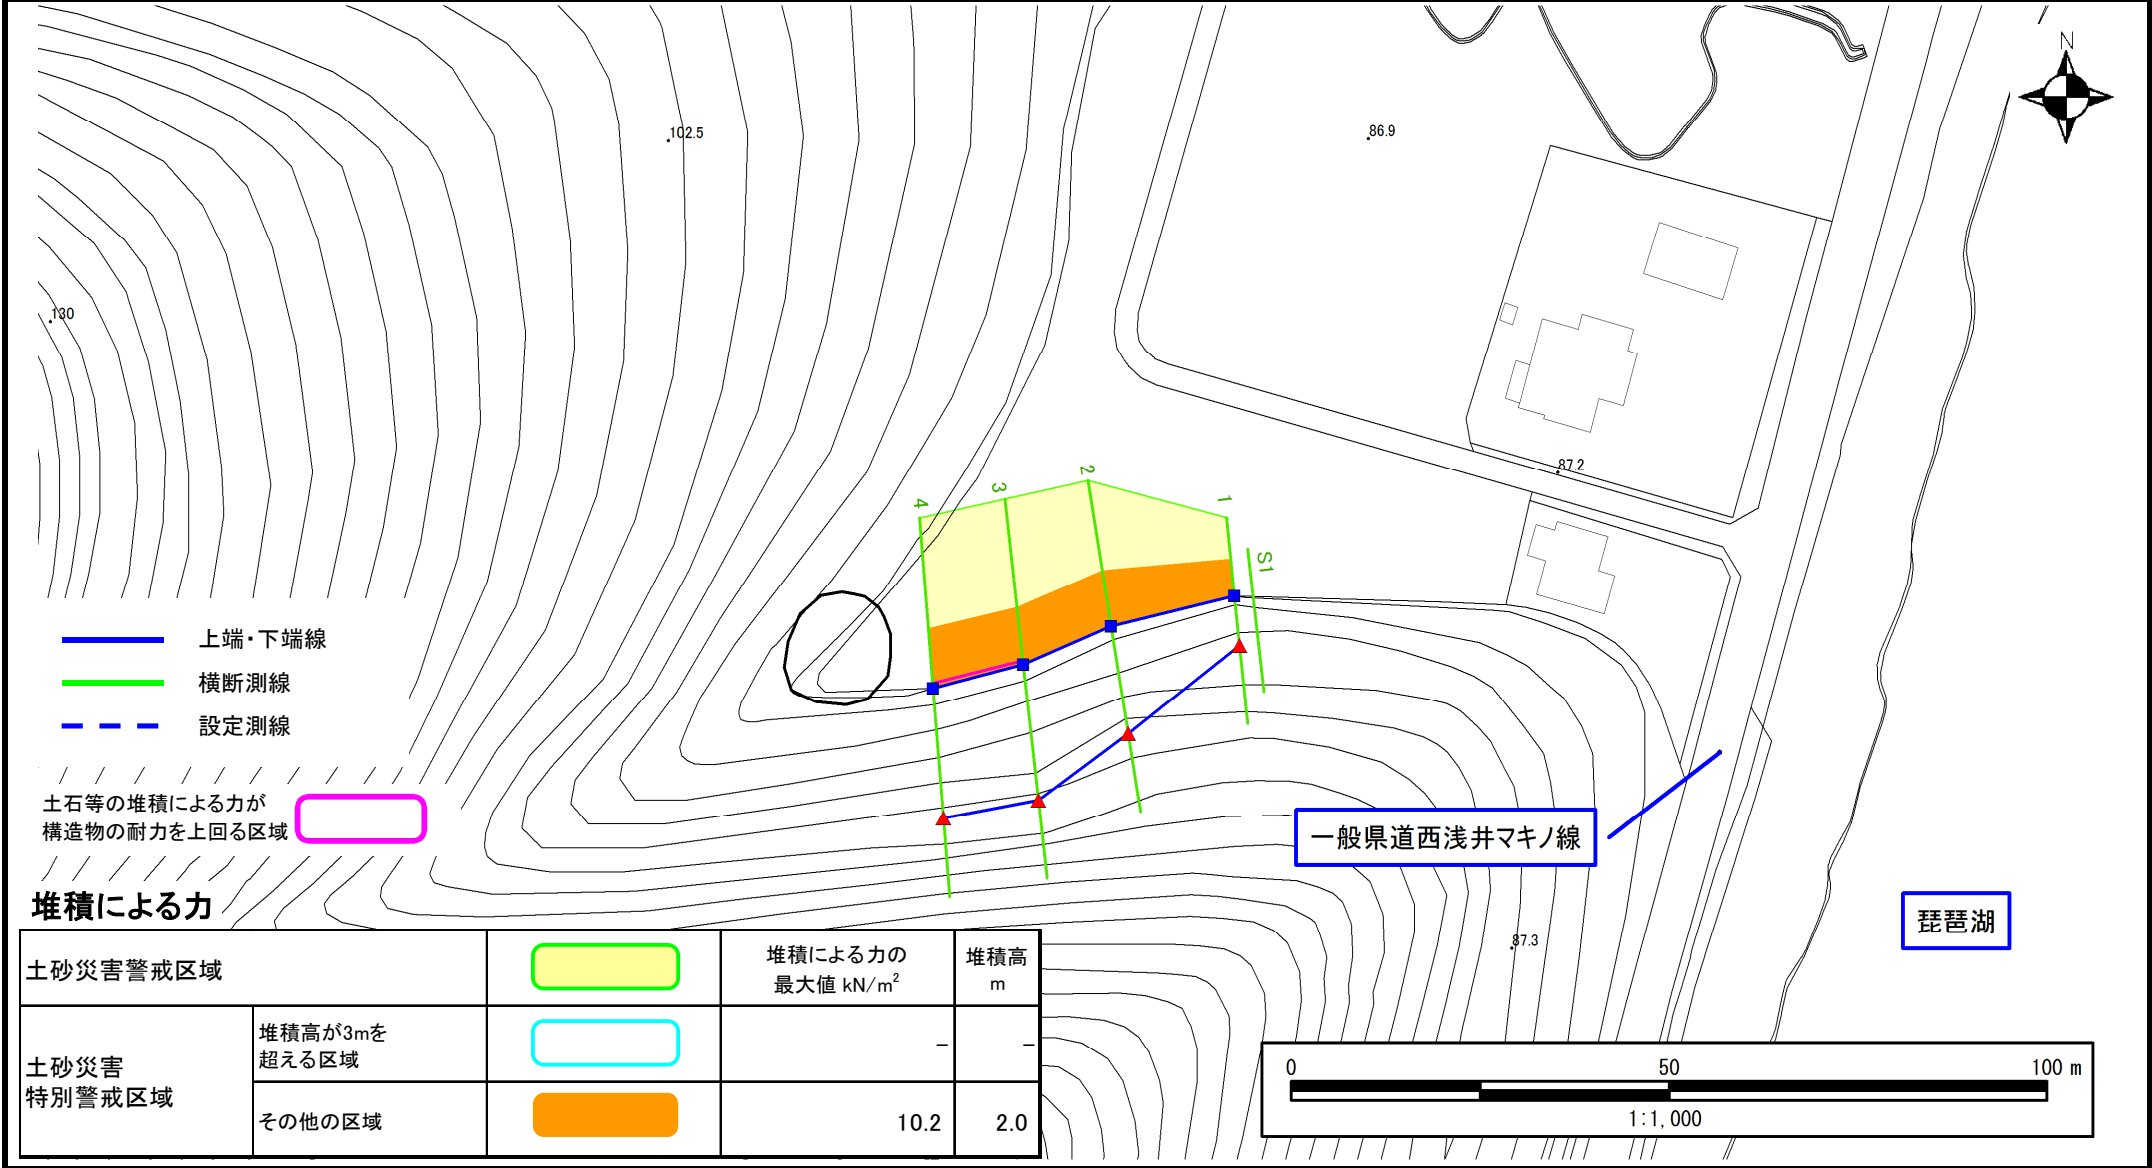 N
102.5
86.9
130
87.2
4
3
2
1
S1
上端・下端線
横断測線
設定測線
土石等の堆積による力が
構造物の耐力を上回る区域
一般県道西浅井マキノ線
琵琶湖
87.3
堆積による力
土砂災害警戒区域
堆積による力の
最大値 kN/m²
堆積高
m
土砂災害
特別警戒区域
堆積高が3mを
超える区域
－
－
その他の区域
10.2
2.0
0
50
100 m
1:1,000